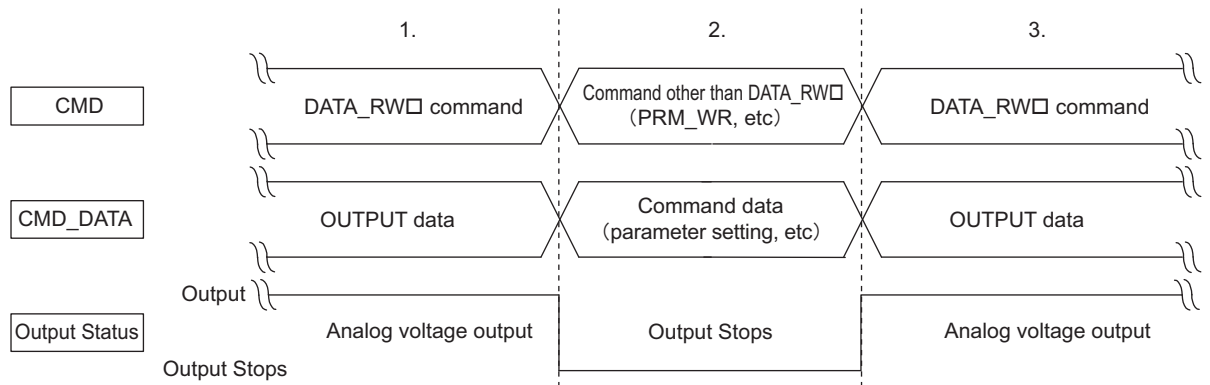 1.
2.
3.
CMD
DATA_RW□ command
Command other than DATA_RW□
（PRM_WR, etc）
DATA_RW□ command
CMD_DATA
OUTPUT data
Command data
（parameter setting, etc）
OUTPUT data
Output
Output Status
Analog voltage output
Output Stops
Analog voltage output
Output Stops